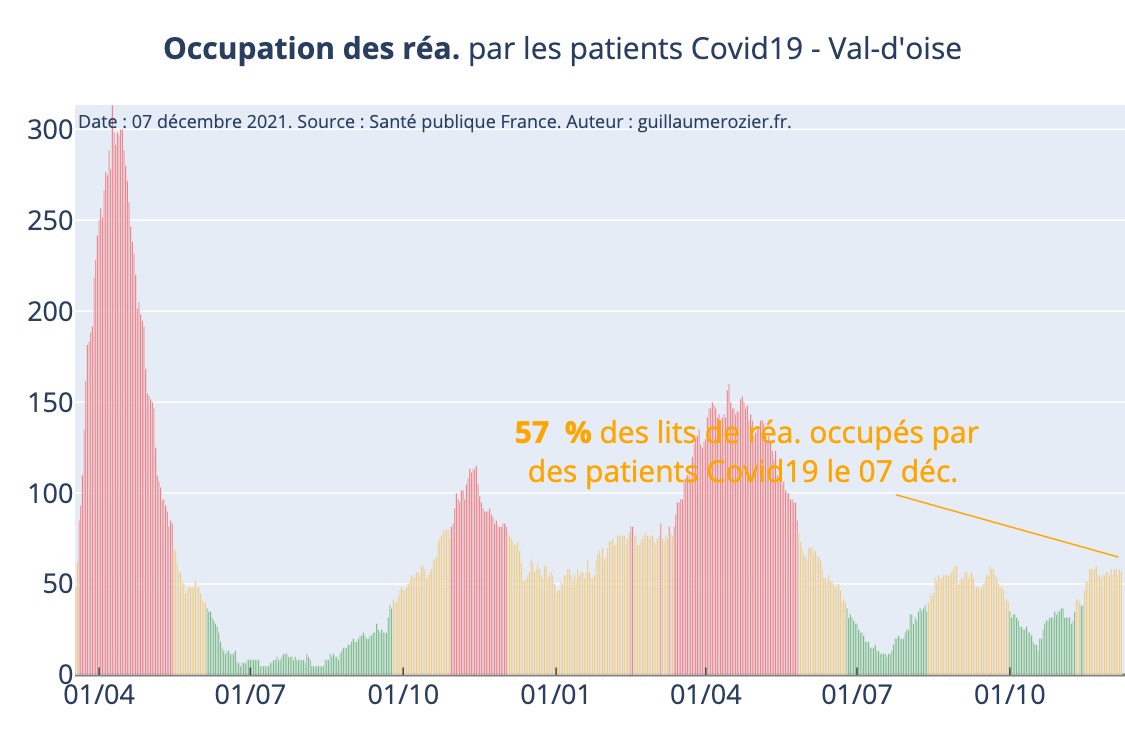 Occupation des réa. par les patients Covid19 - Val-d'oise
Date : 07 décembre 2021. Source : Santé publique France. Auteur : guillaumerozier.fr.
300
250
200
150
57 % des lits de réa. occupés par
des patients Covid19 le 07 déc.
100
50
0
01/04 01/07 01/10 01/01 01/04 01/07 01/10